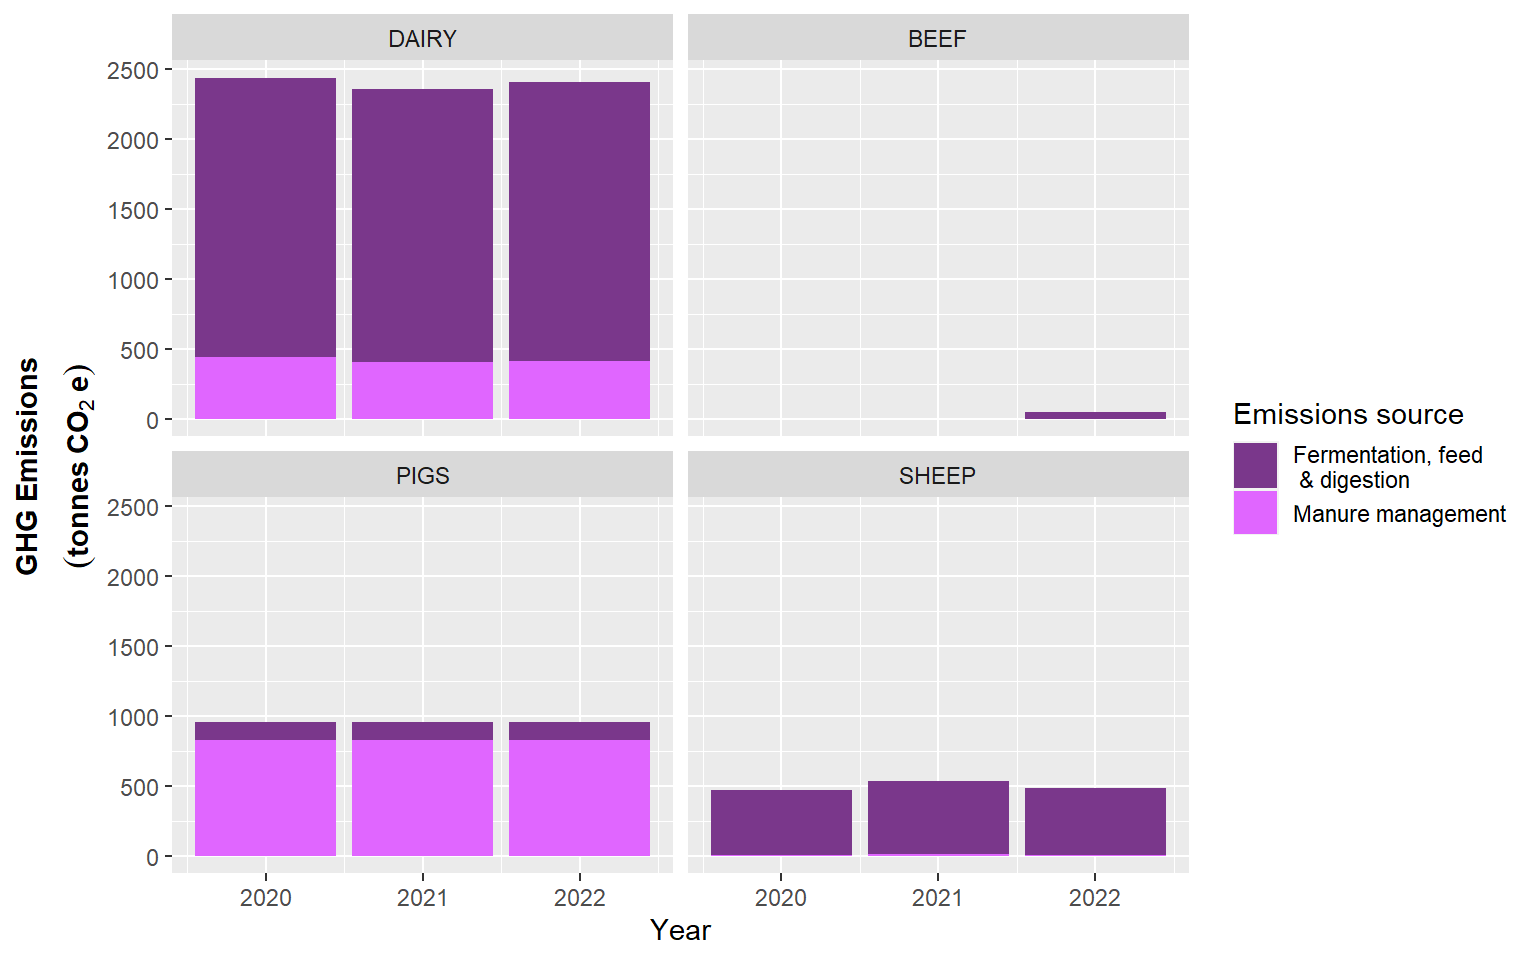 DAIRY
BEEF
2500
2000
1500
1000
500
0
PIGS
SHEEP
2500
2000
1500
1000
500
0
2020
2021
2022
2020
2021
2022
Year
GHG Emissions
(tonnes CO₂ e)
Emissions source
Fermentation, feed
& digestion
Manure management